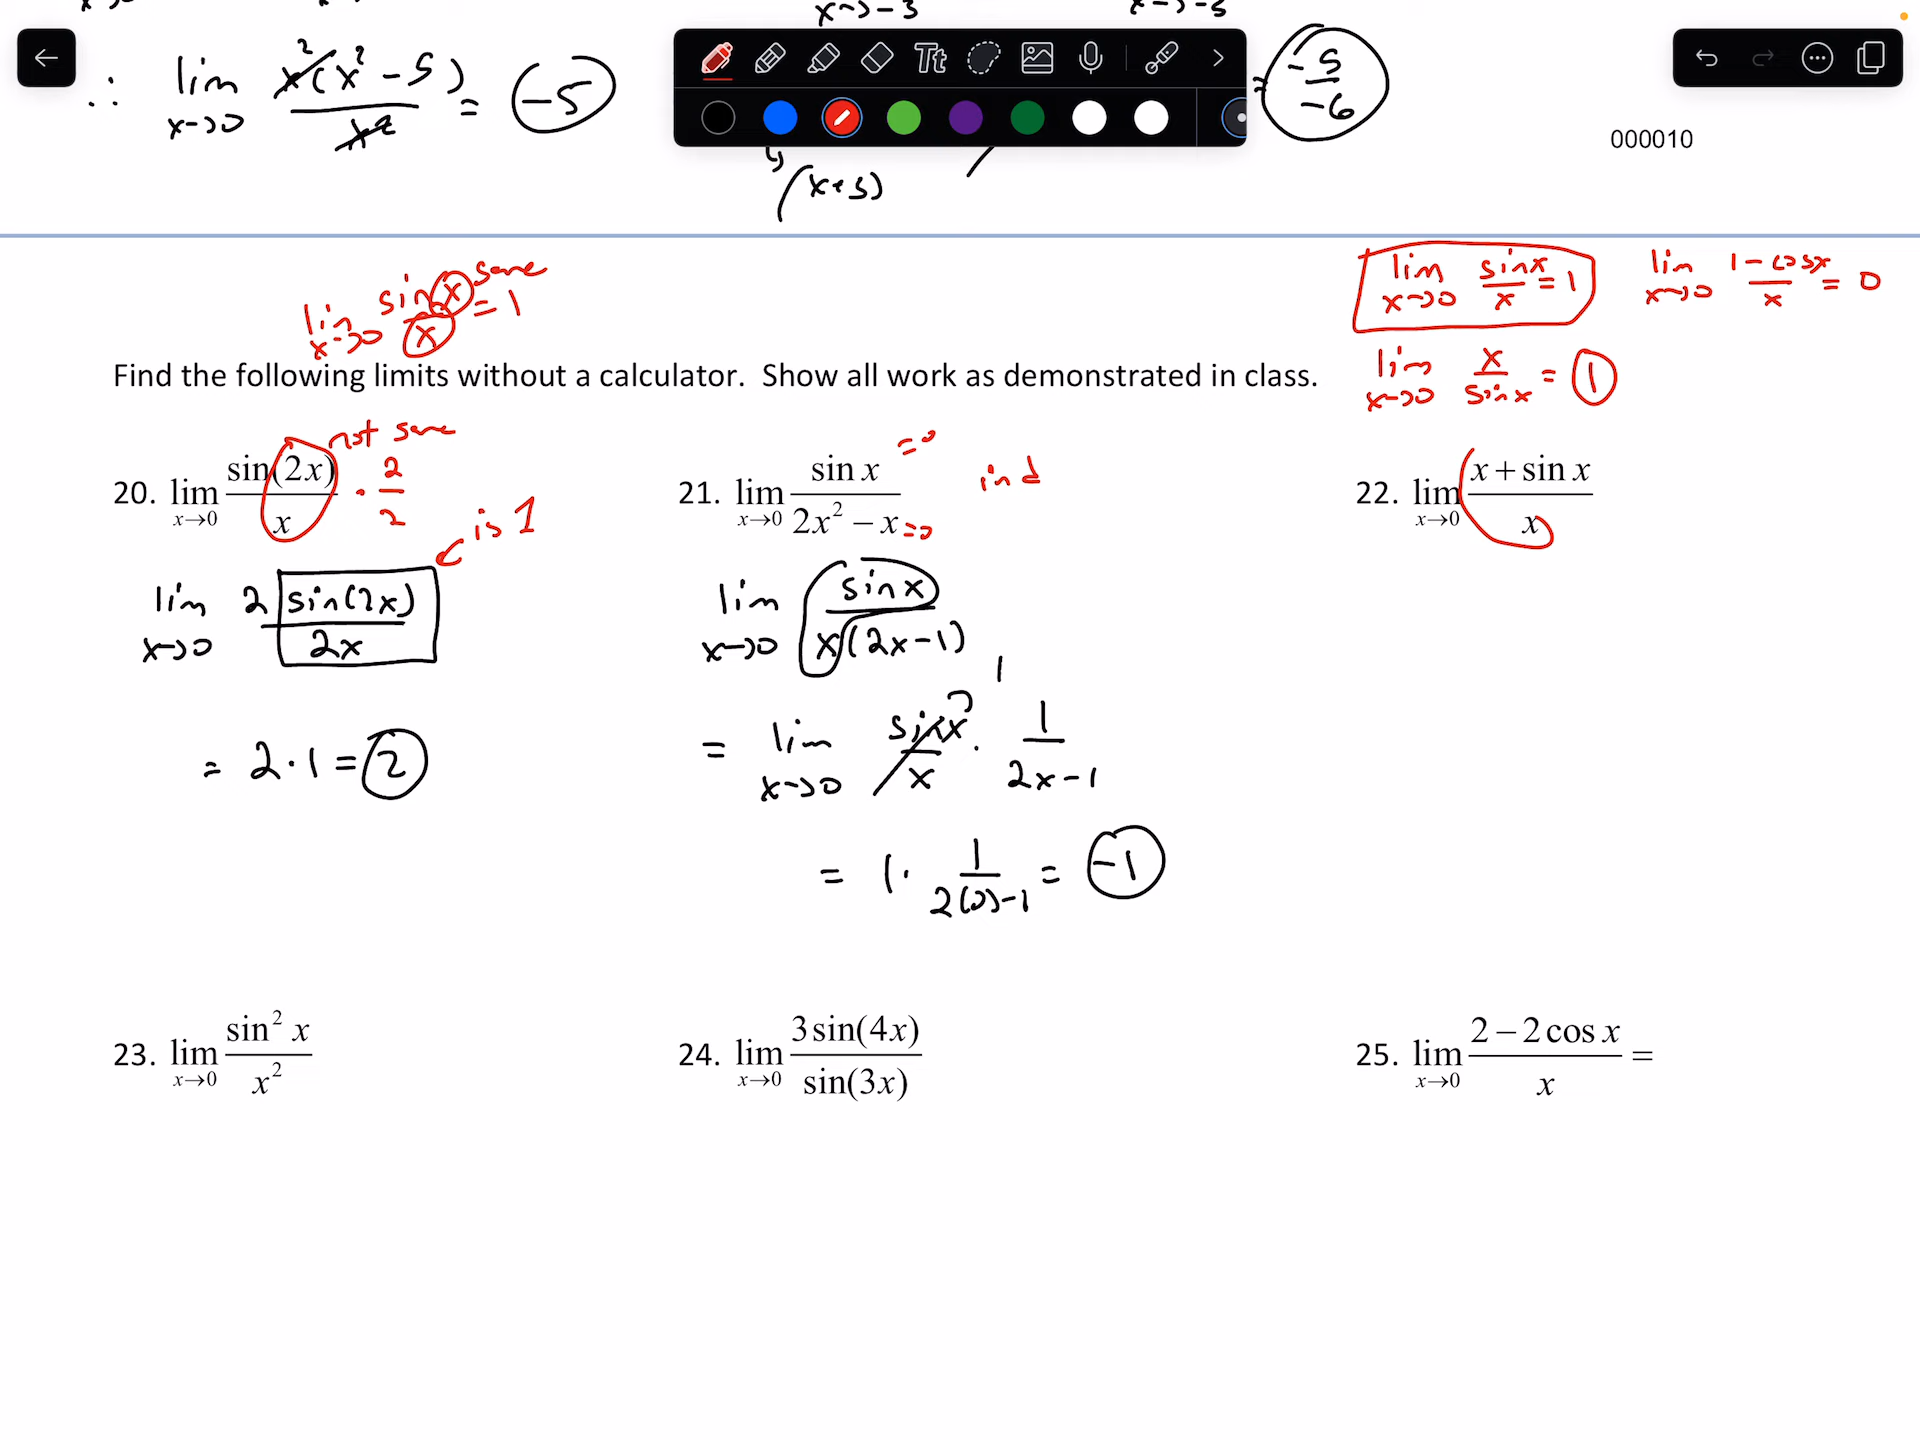 x→-3
x→-5
∴ lim x→0 x²(x² - 5) / x² = -5
= -5/-6
Tt
000010
(x+3)
lim x→0 sin x / x = 1 same
lim x→0 sin x / x = 1
lim x→0 1 - cos x / x = 0
Find the following limits without a calculator. Show all work as demonstrated in class.
lim x→0 x / sin x = 1
20. lim x→0 sin(2x) / x · 2/2
not same
21. lim x→0 sin x / 2x² − x
=0
=0
ind
22. lim x→0 x + sin x / x
is 1
lim x→0 2 sin(2x) / 2x
= 2·1 = 2
lim x→0 sin x / x(2x-1)
1
= lim x→0 sin x / x · 1 / 2x-1
= 1 · 1 / 2(0)-1 = -1
23. lim x→0 sin² x / x²
24. lim x→0 3sin(4x) / sin(3x)
25. lim x→0 2 − 2cos x / x =